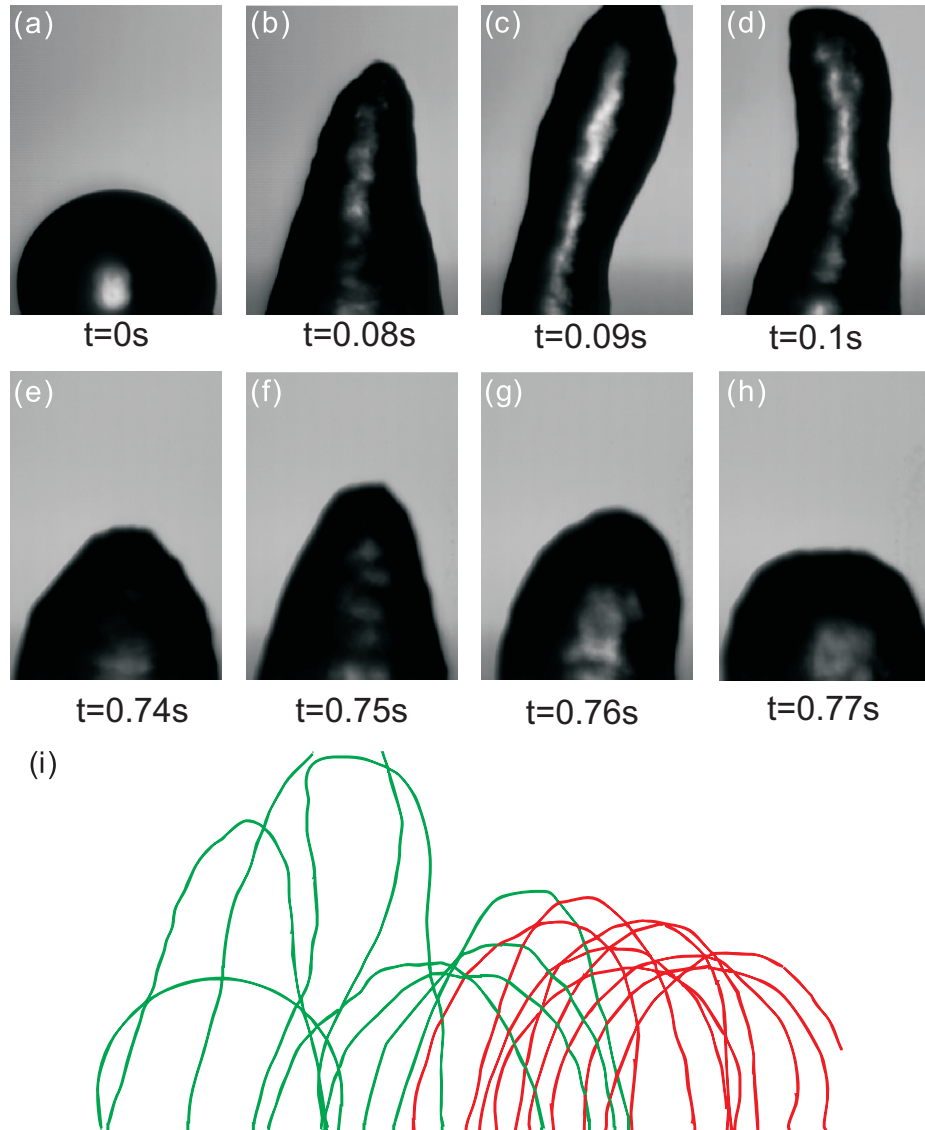 (a) (b) (c) (d)
t=0s t=0.08s t=0.09s t=0.1s
(e) (f) (g) (h)
t=0.74s t=0.75s t=0.76s t=0.77s
(i)